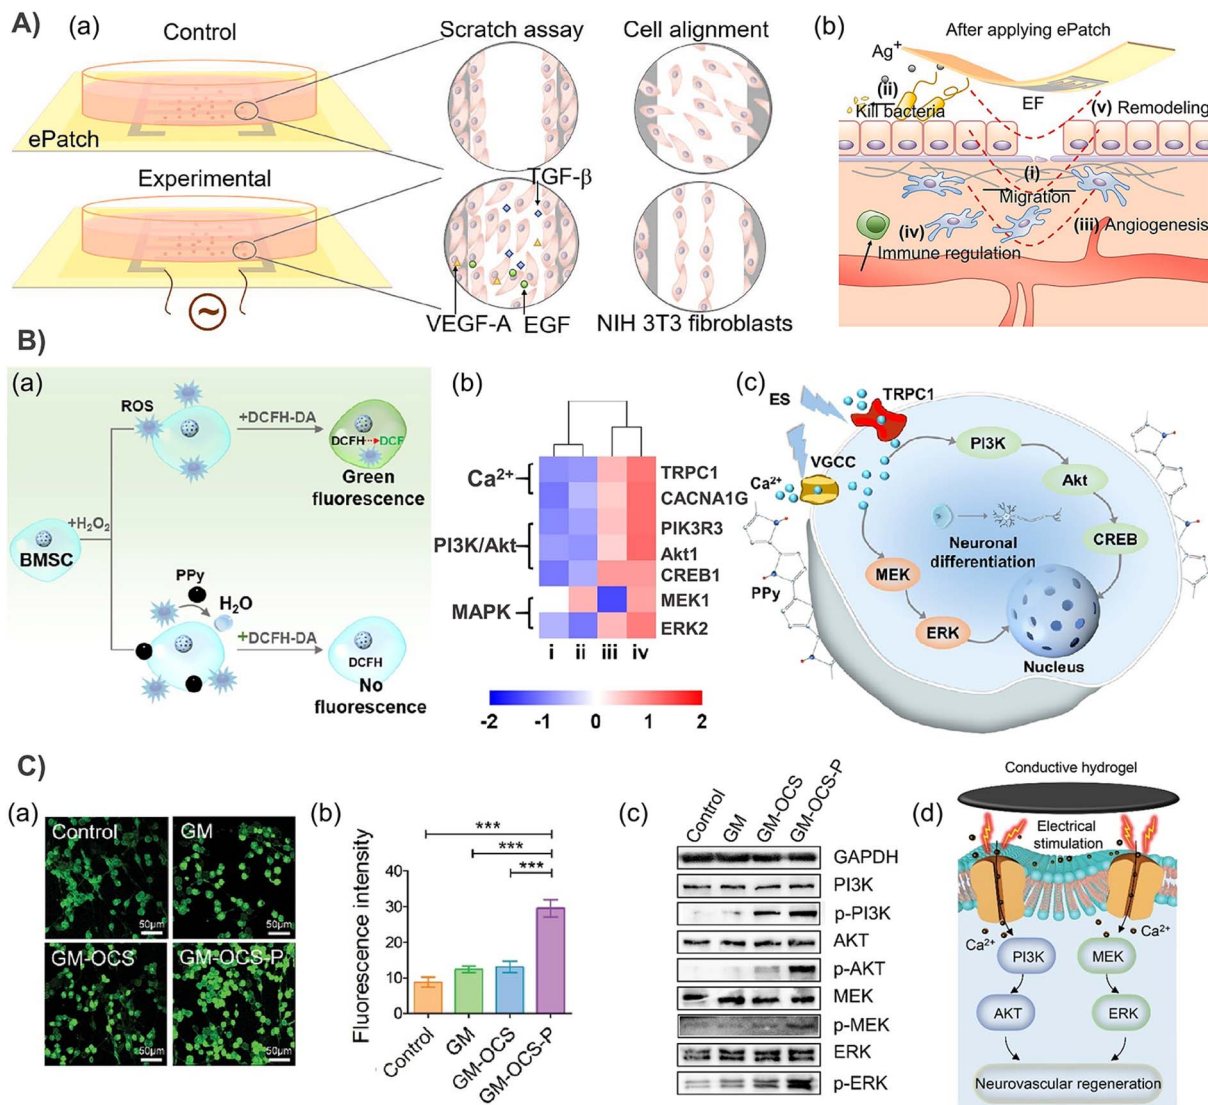 A)
(a)
Control
ePatch
Experimental
Scratch assay
Cell alignment
TGF-β
VEGF-A
EGF
NIH 3T3 fibroblasts
(b)
After applying ePatch
Ag+
(ii)
Kill bacteria
EF
(v) Remodeling
(i)
Migration
(iv)
Immune regulation
(iii) Angiogenesis
B)
(a)
ROS
+DCFH-DA
DCFH
DCF
Green
fluorescence
+H₂O₂
BMSC
PPy
H₂O
+DCFH-DA
DCFH
No
fluorescence
(b)
Ca²⁺
PI3K/Akt
MAPK
TRPC1
CACNA1G
PIK3R3
Akt1
CREB1
MEK1
ERK2
i ii iii iv
-2 -1 0 1 2
(c)
ES
TRPC1
VGCC
Ca²⁺
PI3K
Akt
CREB
Neuronal
differentiation
MEK
ERK
PPy
Nucleus
C)
(a)
Control
50μm
GM
50μm
GM-OCS
50μm
GM-OCS-P
50μm
(b)
Fluorescence intensity
40
30
20
10
0
***
***
***
Control
GM
GM-OCS
GM-OCS-P
(c)
Control
GM
GM-OCS
GM-OCS-P
GAPDH
PI3K
p-PI3K
AKT
p-AKT
MEK
p-MEK
ERK
p-ERK
(d)
Conductive hydrogel
Electrical
stimulation
Ca²⁺
Ca²⁺
PI3K
MEK
AKT
ERK
Neurovascular regeneration